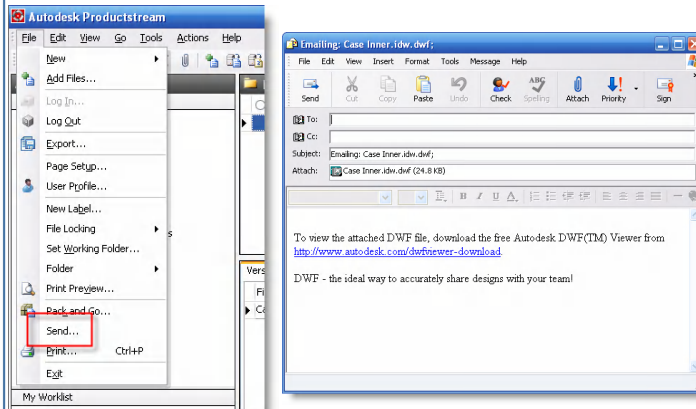 Autodesk Productstream
File Edit View Go Tools Actions Help
New
Add Files...
Log In...
Log Out
Export...
Page Setup...
User Profile...
New Label...
File Locking
Set Working Folder...
Folder
Print Preview...
Pack and Go...
Send...
Print... Ctrl+P
Exit
My Worklist
s
Vers
Fi
Co
Emailing: Case Inner.idw.dwf;
File Edit View Insert Format Tools Message Help
Send Cut Copy Paste Undo Check Spelling Attach Priority Sign
To:
Cc:
Subject: Emailing: Case Inner.idw.dwf;
Attach: Case Inner.idw.dwf (24.8 KB)
B I U A
To view the attached DWF file, download the free Autodesk DWF(TM) Viewer from
http://www.autodesk.com/dwfviewer-download.
DWF - the ideal way to accurately share designs with your team!